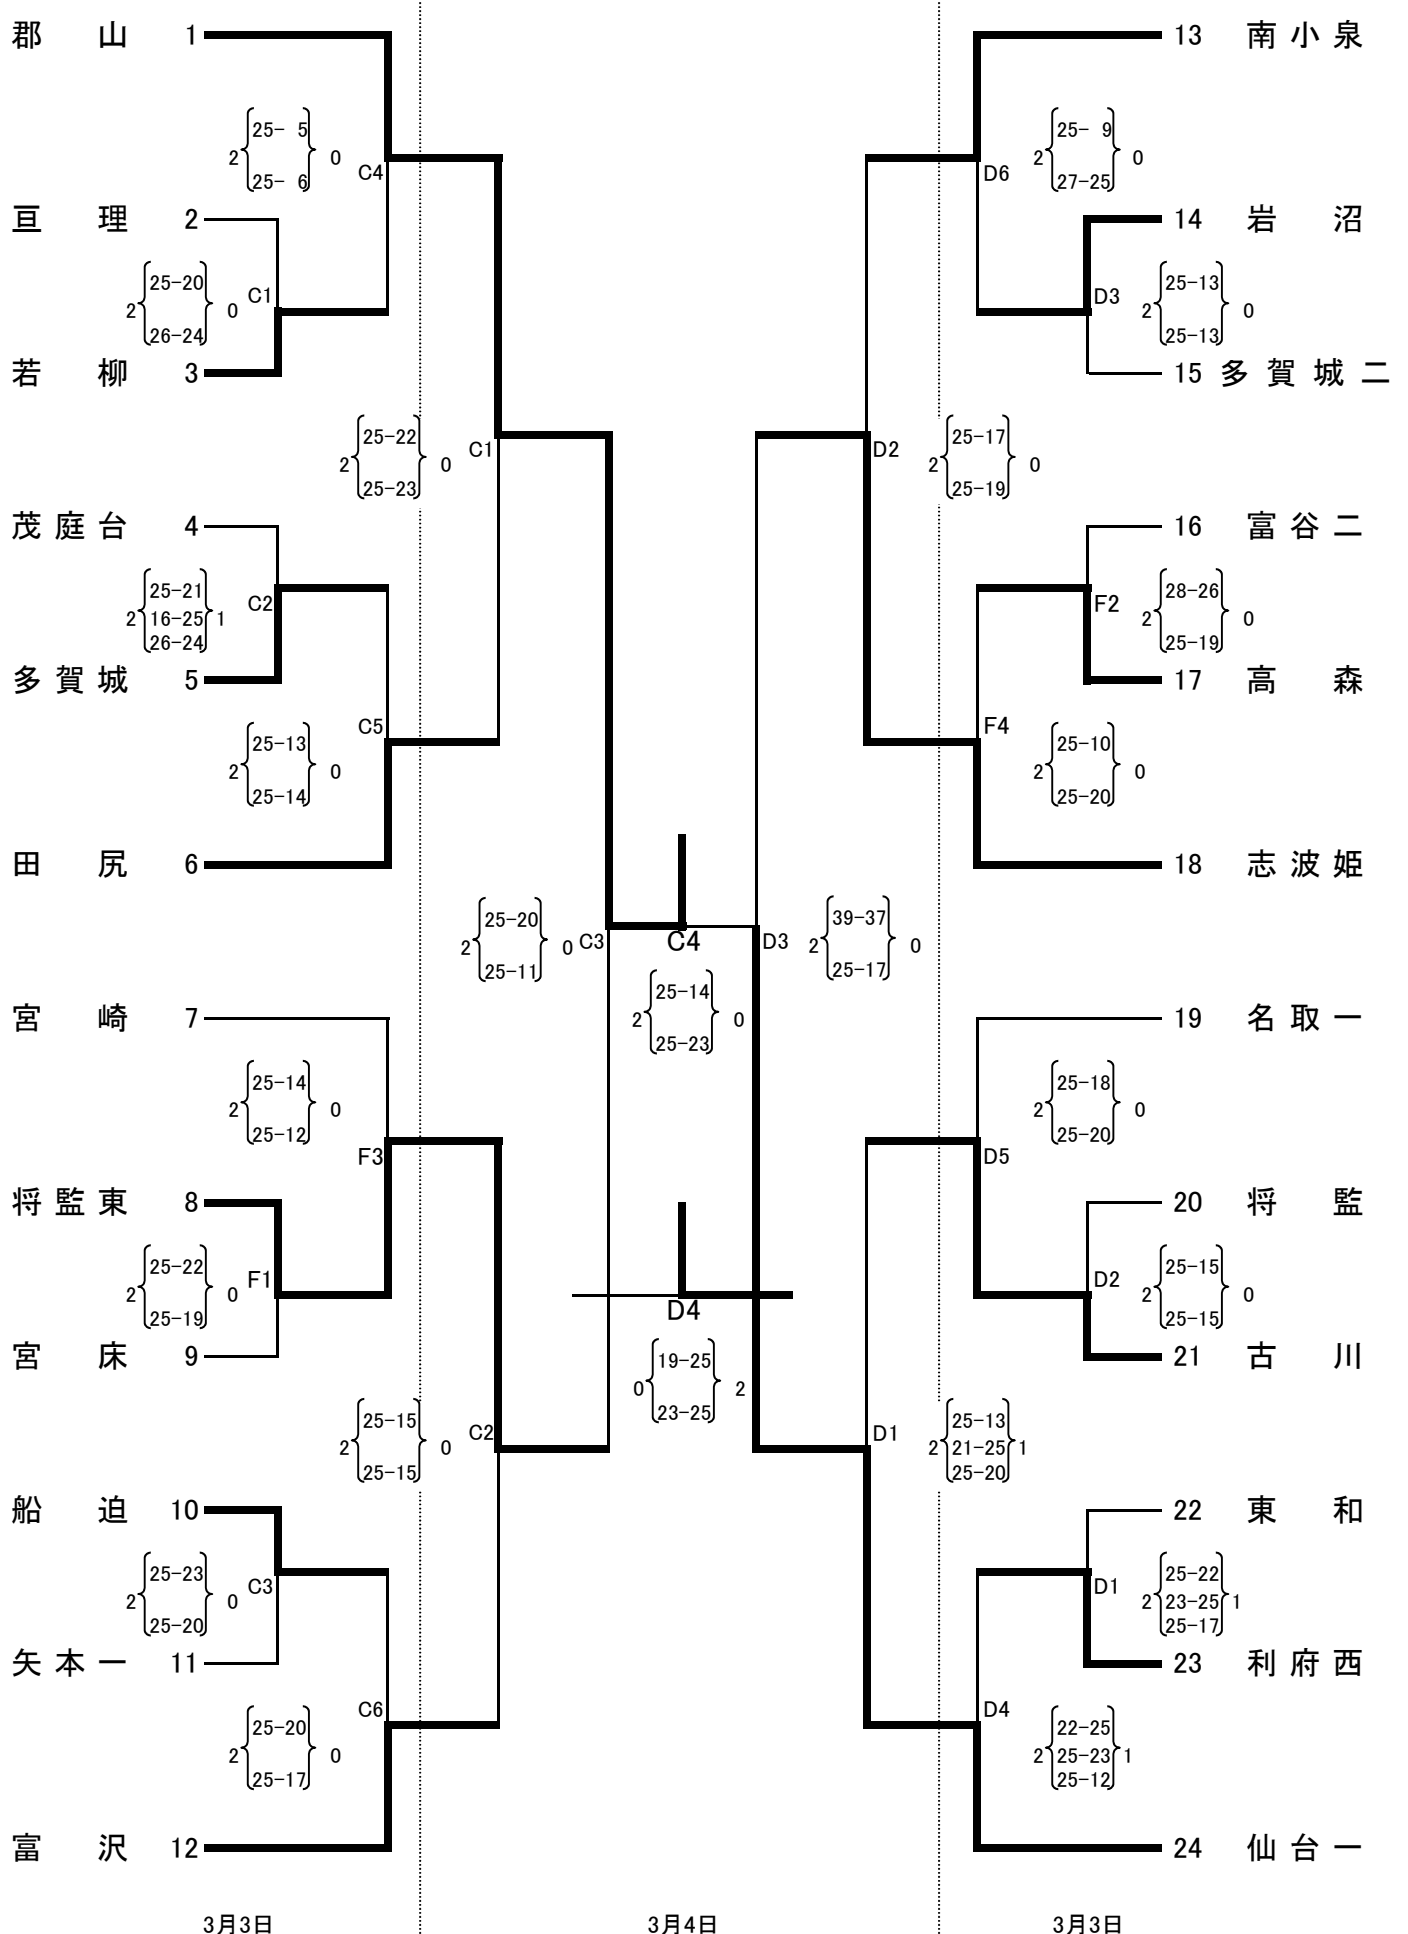 郡山 1
13 南小泉
25- 5
2 0
25- 6
C4
D6
25- 9
2 0
27-25
亘理 2
14 岩沼
25-20
2 0
26-24
C1
D3
25-13
2 0
25-13
若柳 3
15 多賀城二
25-22
2 0
25-23
C1
D2
25-17
2 0
25-19
茂庭台 4
16 富谷二
25-21
2 16-25 1
26-24
C2
F2
28-26
2 0
25-19
多賀城 5
17 高森
25-13
2 0
25-14
C5
F4
25-10
2 0
25-20
田尻 6
18 志波姫
25-20
2 0
25-11
C3
C4
D3
39-37
2 0
25-17
25-14
2 0
25-23
宮崎 7
19 名取一
25-14
2 0
25-12
F3
D5
25-18
2 0
25-20
将監東 8
20 将監
25-22
2 0
25-19
F1
D4
D2
25-15
2 0
25-15
宮床 9
21 古川
19-25
0 2
23-25
25-15
2 0
25-15
C2
D1
25-13
2 21-25 1
25-20
船迫 10
22 東和
25-23
2 0
25-20
C3
D1
25-22
2 23-25 1
25-17
矢本一 11
23 利府西
25-20
2 0
25-17
C6
D4
22-25
2 25-23 1
25-12
富沢 12
24 仙台一
3月3日
3月4日
3月3日